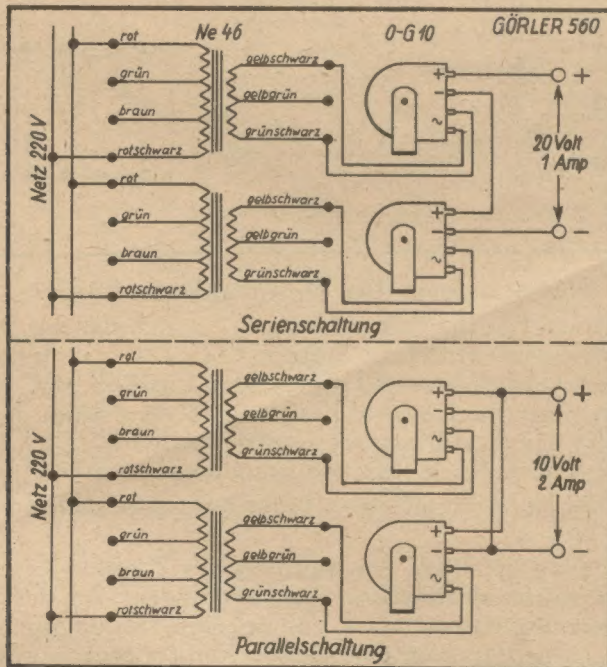 Ne 46 0-G10 GÖRLER 560
Netz 220 V
rot
grün
braun
rotschwarz
gelbschwarz
gelbgrün
grünschwarz
+
−
~
+
20 Volt
1 Amp
−
rot
grün
braun
rotschwarz
gelbschwarz
gelbgrün
grünschwarz
+
−
~
Serienschaltung
Netz 220 V
rot
grün
braun
rotschwarz
gelbschwarz
gelbgrün
grünschwarz
+
−
~
+
10 Volt
2 Amp
−
rot
grün
braun
rotschwarz
gelbschwarz
gelbgrün
grünschwarz
+
−
~
Parallelschaltung